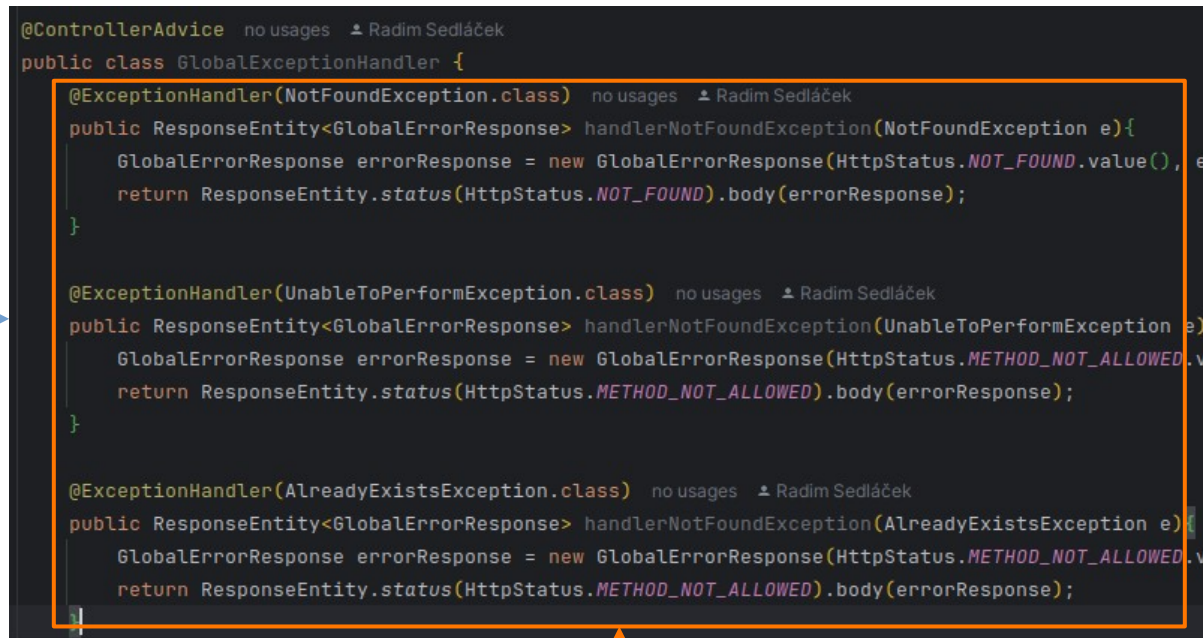 @ControllerAdvice no usages Radim Sedláček
public class GlobalExceptionHandler {
@ExceptionHandler(NotFoundException.class) no usages Radim Sedláček
public ResponseEntity<GlobalErrorResponse> handlerNotFoundException(NotFoundException e){
GlobalErrorResponse errorResponse = new GlobalErrorResponse(HttpStatus.NOT_FOUND.value(), e
return ResponseEntity.status(HttpStatus.NOT_FOUND).body(errorResponse);
}
@ExceptionHandler(UnableToPerformException.class) no usages Radim Sedláček
public ResponseEntity<GlobalErrorResponse> handlerNotFoundException(UnableToPerformException e)
GlobalErrorResponse errorResponse = new GlobalErrorResponse(HttpStatus.METHOD_NOT_ALLOWED.v
return ResponseEntity.status(HttpStatus.METHOD_NOT_ALLOWED).body(errorResponse);
}
@ExceptionHandler(AlreadyExistsException.class) no usages Radim Sedláček
public ResponseEntity<GlobalErrorResponse> handlerNotFoundException(AlreadyExistsException e){
GlobalErrorResponse errorResponse = new GlobalErrorResponse(HttpStatus.METHOD_NOT_ALLOWED.v
return ResponseEntity.status(HttpStatus.METHOD_NOT_ALLOWED).body(errorResponse);
}